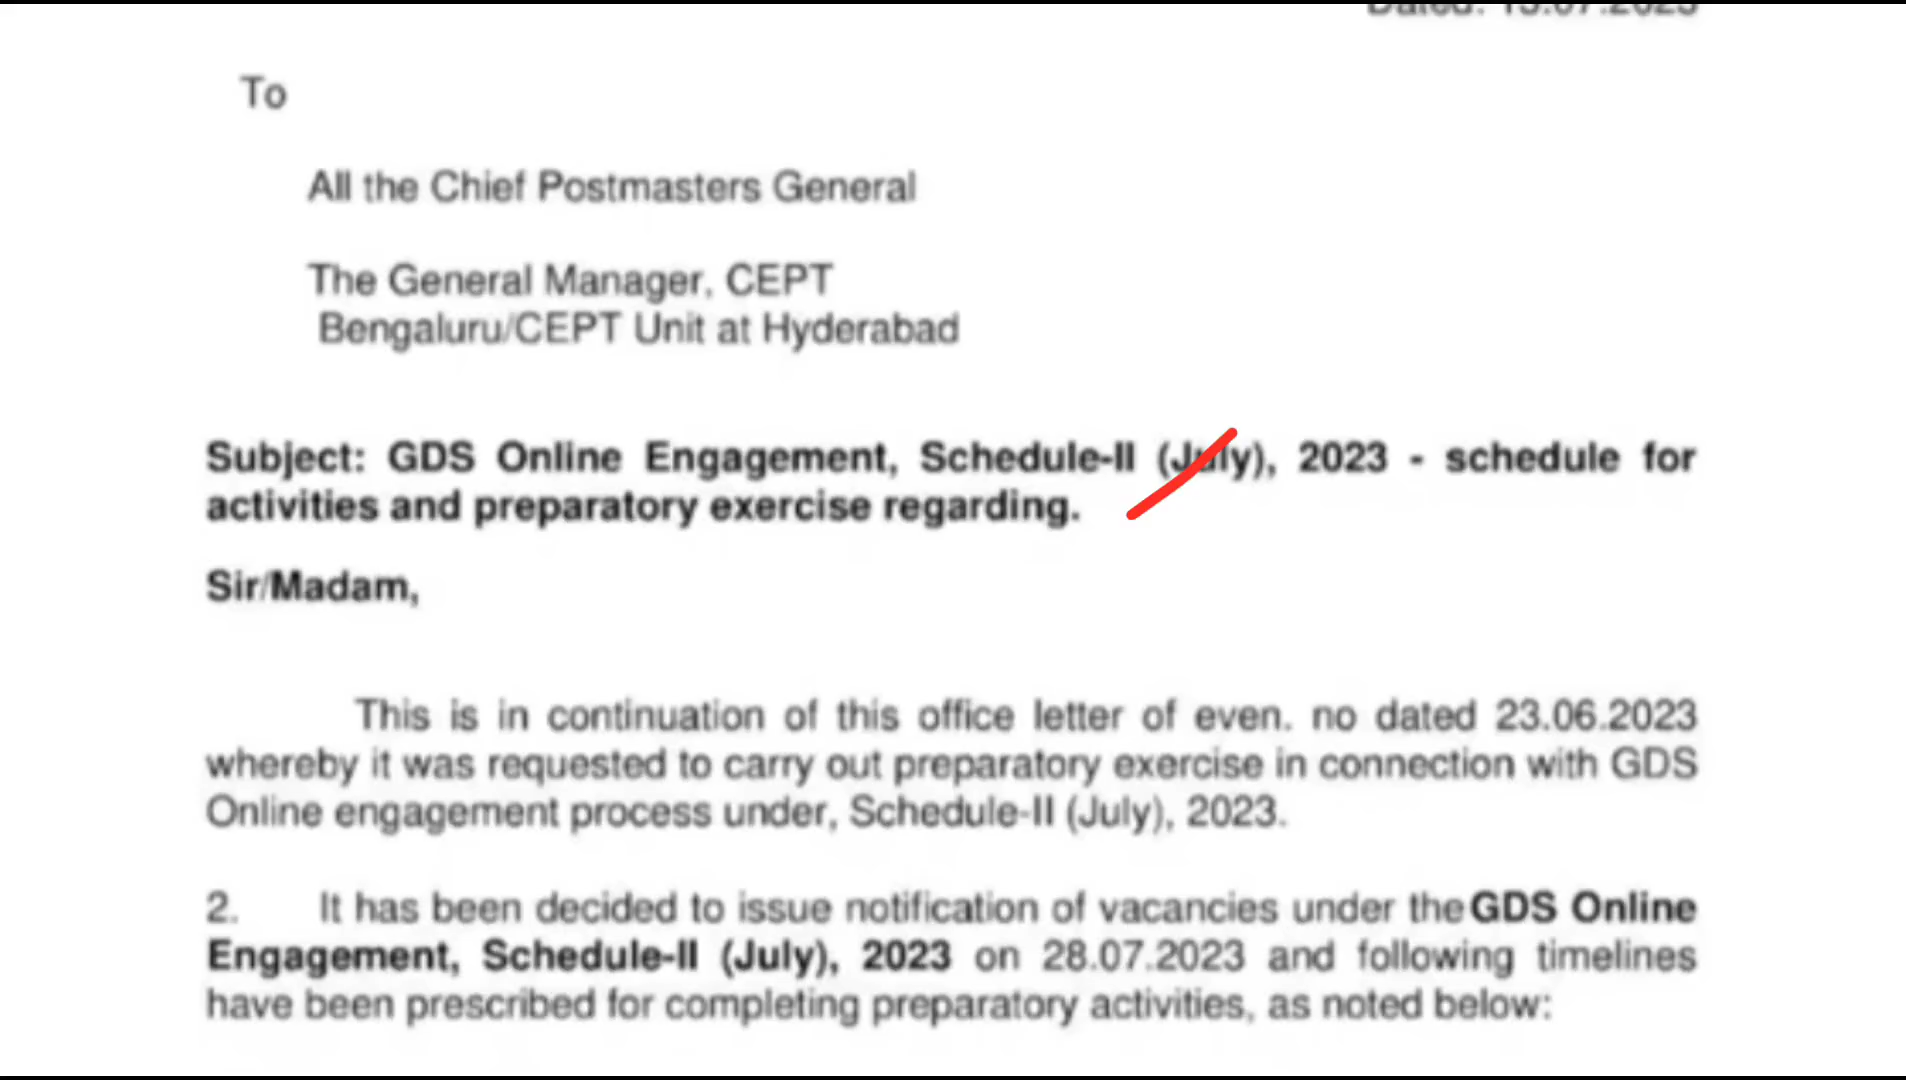 To
All the Chief Postmasters General
The General Manager, CEPT
Bengaluru/CEPT Unit at Hyderabad
Subject: GDS Online Engagement, Schedule-II (July), 2023 - schedule for
activities and preparatory exercise regarding.
Sir/Madam,
This is in continuation of this office letter of even. no dated 23.06.2023
whereby it was requested to carry out preparatory exercise in connection with GDS
Online engagement process under, Schedule-II (July), 2023.
2. It has been decided to issue notification of vacancies under the GDS Online
Engagement, Schedule-II (July), 2023 on 28.07.2023 and following timelines
have been prescribed for completing preparatory activities, as noted below: